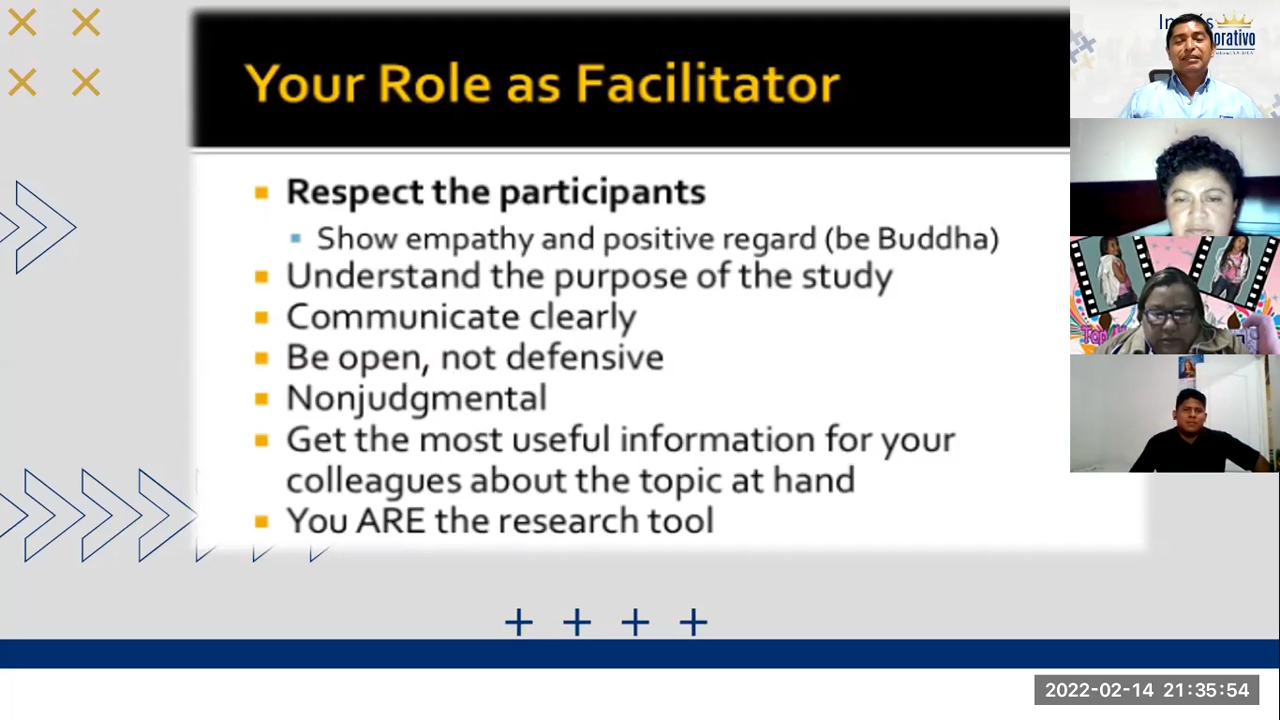 Your Role as Facilitator
Respect the participants
Show empathy and positive regard (be Buddha)
Understand the purpose of the study
Communicate clearly
Be open, not defensive
Nonjudgmental
Get the most useful information for your
colleagues about the topic at hand
You ARE the research tool
2022-02-14 21:35:54